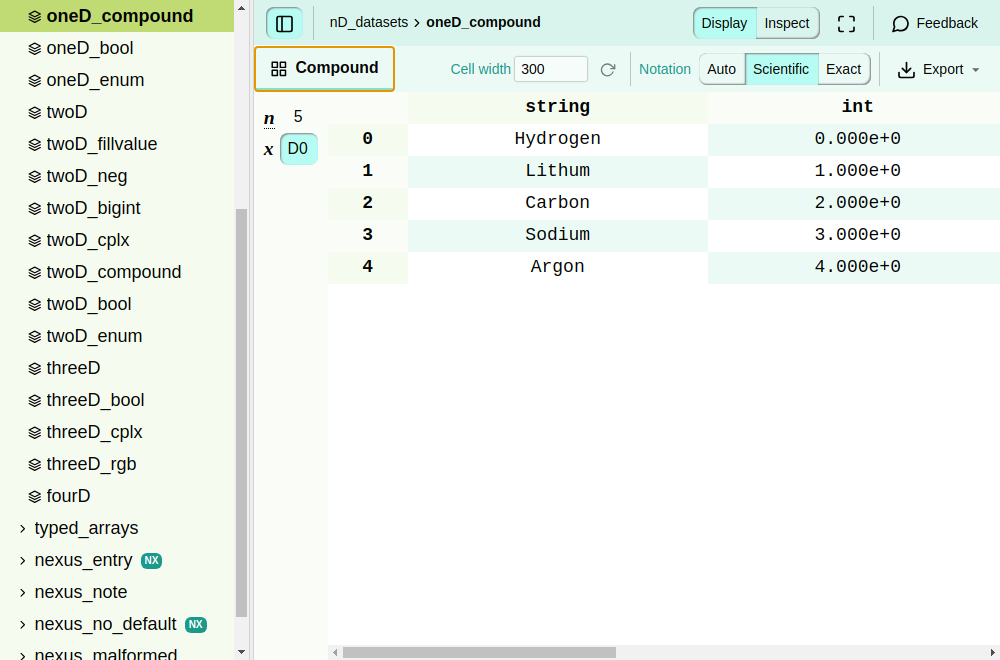 oneD_compound
oneD_bool
oneD_enum
twoD
twoD_fillvalue
twoD_neg
twoD_bigint
twoD_cplx
twoD_compound
twoD_bool
twoD_enum
threeD
threeD_bool
threeD_cplx
threeD_rgb
fourD
typed_arrays
nexus_entry NX
nexus_note
nexus_no_default NX
nexus_malformed
nD_datasets oneD_compound Display Inspect Feedback
Compound Cell width 300 Notation Auto Scientific Exact Export
n 5
x D0
string int
0 Hydrogen 0.000e+0
1 Lithum 1.000e+0
2 Carbon 2.000e+0
3 Sodium 3.000e+0
4 Argon 4.000e+0